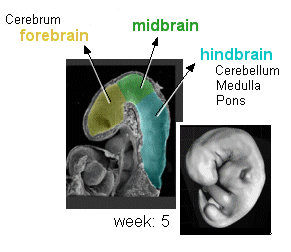 Cerebrum
forebrain
midbrain
hindbrain
Cerebellum
Medulla
Pons
week: 5